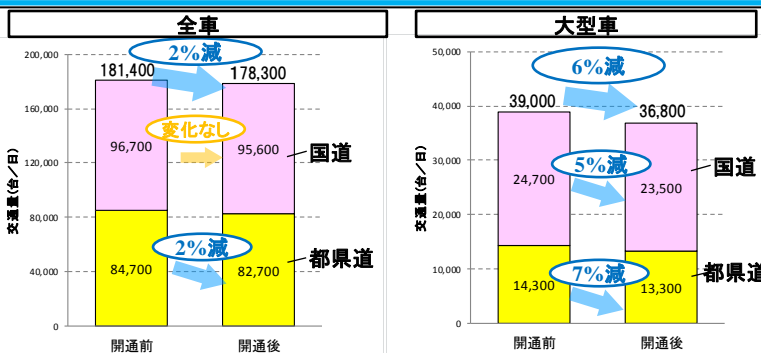 全車
交通量(台/日)
200,000
160,000
120,000
80,000
40,000
0
2%減
181,400
178,300
変化なし
96,700
95,600
国道
2%減
84,700
82,700
都県道
開通前
開通後
大型車
交通量(台/日)
50,000
40,000
30,000
20,000
10,000
0
6%減
39,000
36,800
5%減
24,700
23,500
国道
7%減
14,300
13,300
都県道
開通前
開通後